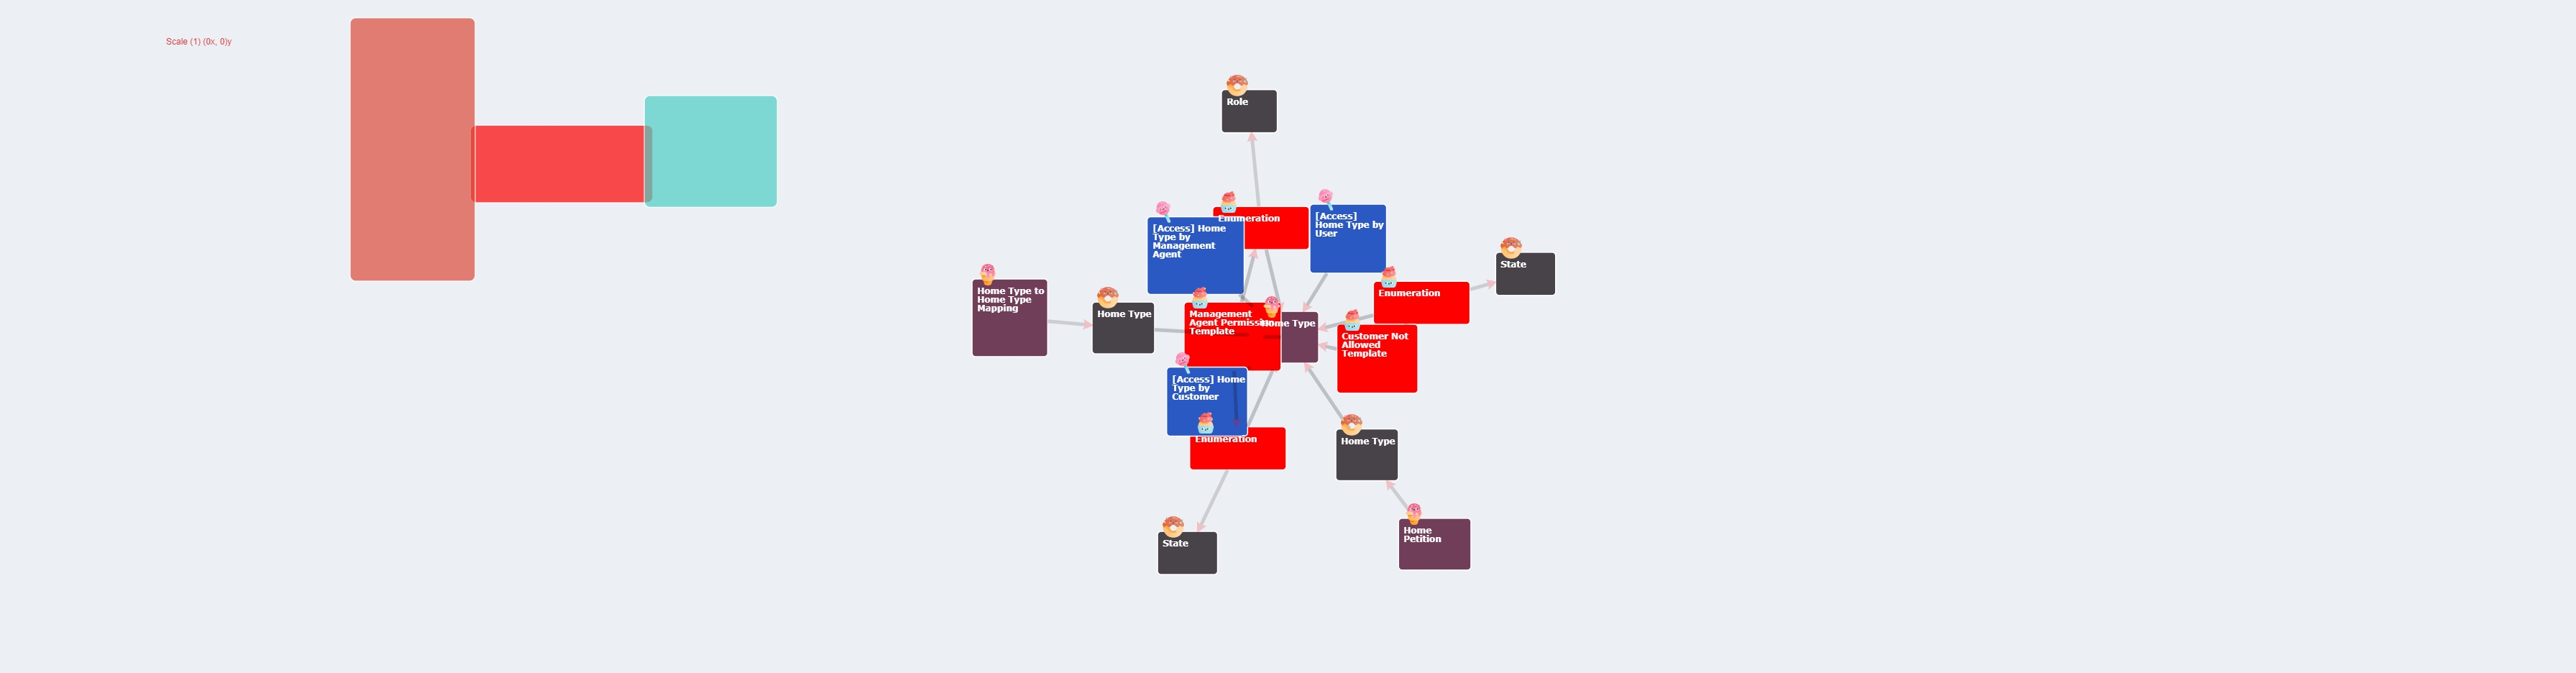 Scale (1) (0x, 0)y
Role
Enumeration
[Access]
Home Type by
User
[Access] Home
Type by
Management
Agent
State
Enumeration
Home Type to
Home Type
Mapping
Home Type
Management
Agent Permission
Template
Home Type
Customer Not
Allowed
Template
[Access] Home
Type by
Customer
Enumeration
Home Type
Home
Petition
State